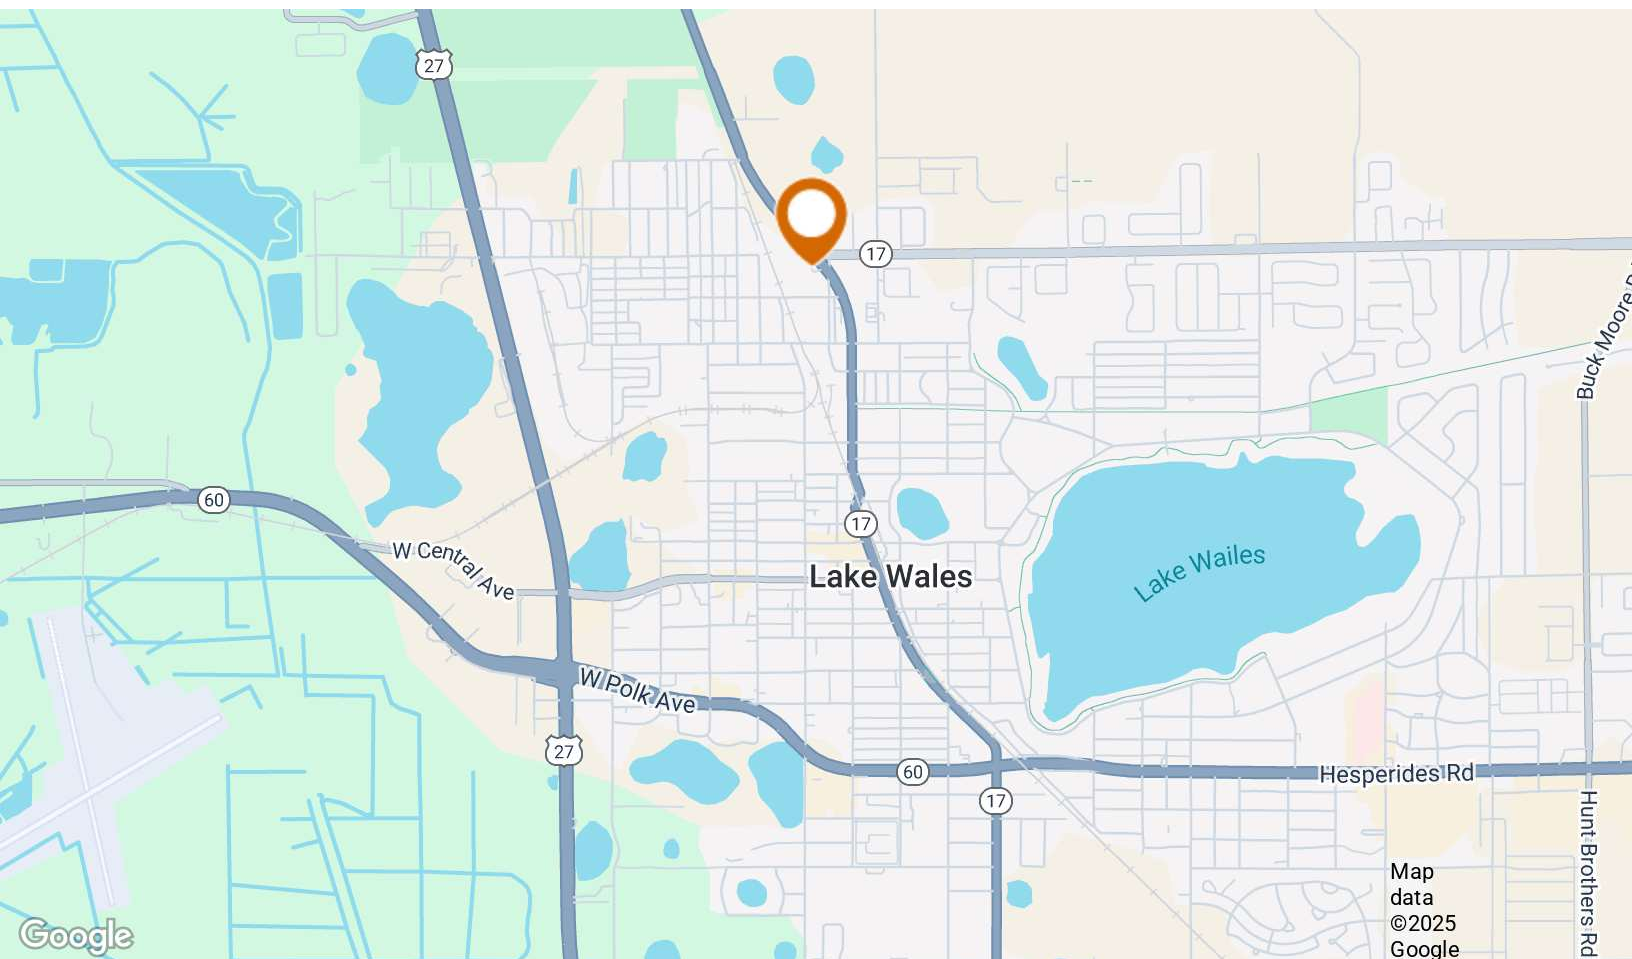 27
17
Buck Moore Rd
60
17
W Central Ave
Lake Wales
Lake Wailes
W Polk Ave
27
60
Hesperides Rd
17
Hunt Brothers Rd
Map
data
©2025
Google
Google